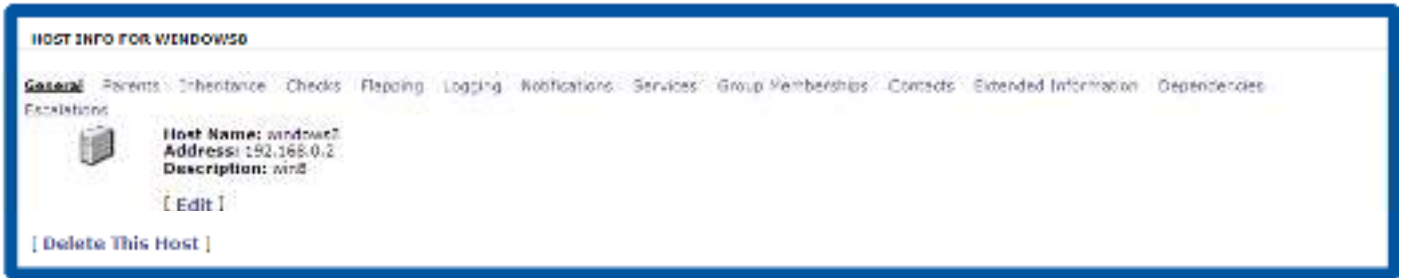 HOST INFO FOR WINDOWS8
General Parents Inheritance Checks Flapping Logging Notifications Services Group Memberships Contacts Extended Information Dependencies
Escalations
Host Name: windows8
Address: 192.168.0.2
Description: win8
[ Edit ]
[ Delete This Host ]